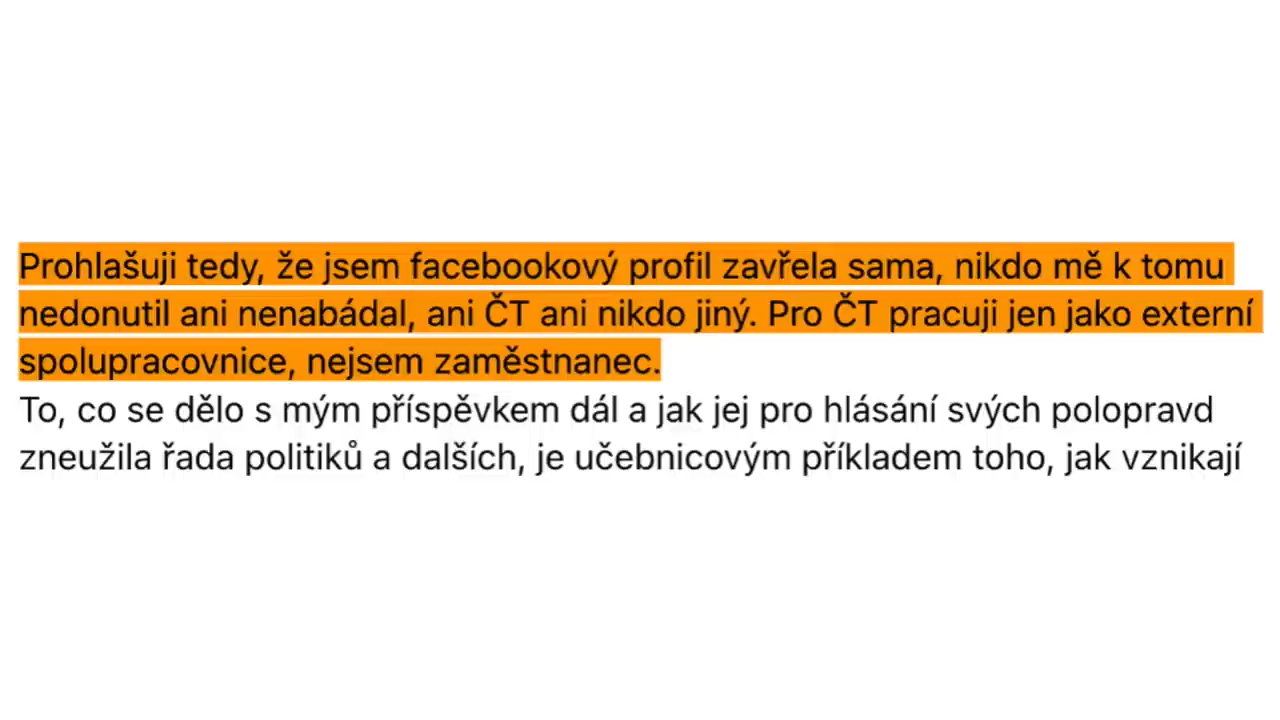 Prohlašuji tedy, že jsem facebookový profil zavřela sama, nikdo mě k tomu
nedonutil ani nenabádal, ani ČT ani nikdo jiný. Pro ČT pracuji jen jako externí
spolupracovnice, nejsem zaměstnanec.
To, co se dělo s mým příspěvkem dál a jak jej pro hlásání svých polopravd
zneužila řada politiků a dalších, je učebnicovým příkladem toho, jak vznikají